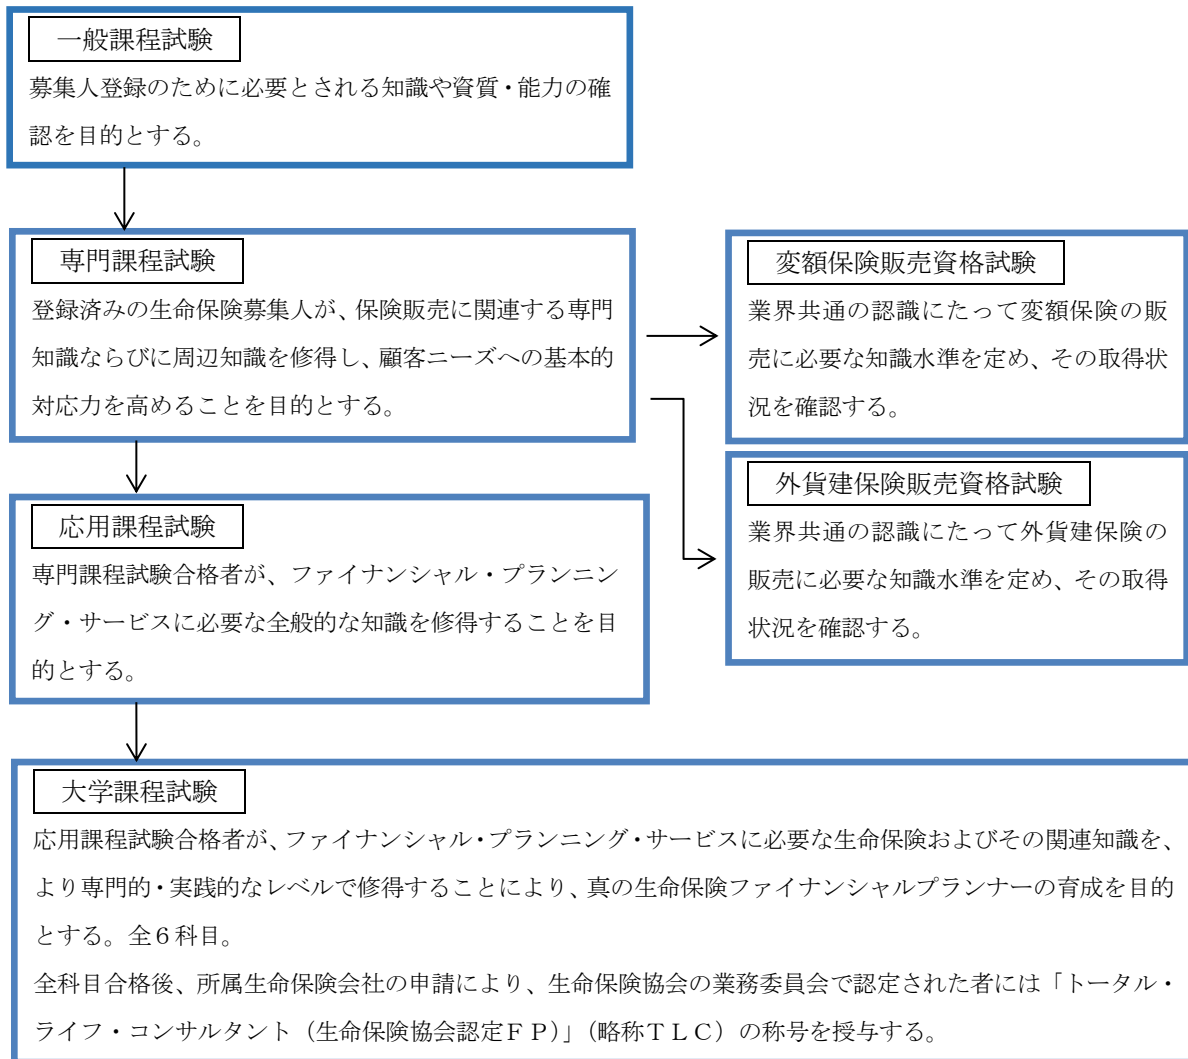 一般課程試験
募集人登録のために必要とされる知識や資質・能力の確
認を目的とする。
専門課程試験
登録済みの生命保険募集人が、保険販売に関連する専門
知識ならびに周辺知識を修得し、顧客ニーズへの基本的
対応力を高めることを目的とする。
変額保険販売資格試験
業界共通の認識にたって変額保険の販
売に必要な知識水準を定め、その取得状
況を確認する。
外貨建保険販売資格試験
業界共通の認識にたって外貨建保険の
販売に必要な知識水準を定め、その取得
状況を確認する。
応用課程試験
専門課程試験合格者が、ファイナンシャル・プランニン
グ・サービスに必要な全般的な知識を修得することを目
的とする。
大学課程試験
応用課程試験合格者が、ファイナンシャル・プランニング・サービスに必要な生命保険およびその関連知識を、
より専門的・実践的なレベルで修得することにより、真の生命保険ファイナンシャルプランナーの育成を目的
とする。全６科目。
全科目合格後、所属生命保険会社の申請により、生命保険協会の業務委員会で認定された者には「トータル・
ライフ・コンサルタント（生命保険協会認定ＦＰ）」（略称ＴＬＣ）の称号を授与する。